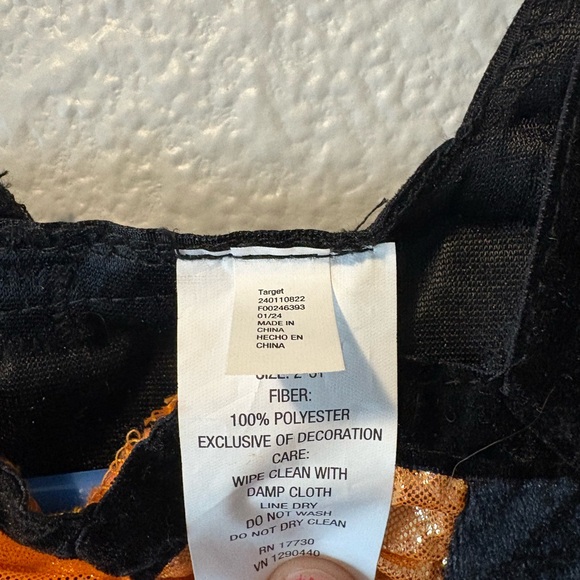 Target
240110822
F00246393
01/24
MADE IN
CHINA
HECHO EN
CHINA
FIBER:
100% POLYESTER
EXCLUSIVE OF DECORATION
CARE:
WIPE CLEAN WITH
DAMP CLOTH
LINE DRY
DO NOT WASH
DO NOT DRY CLEAN
RN 17730
VN 1290440